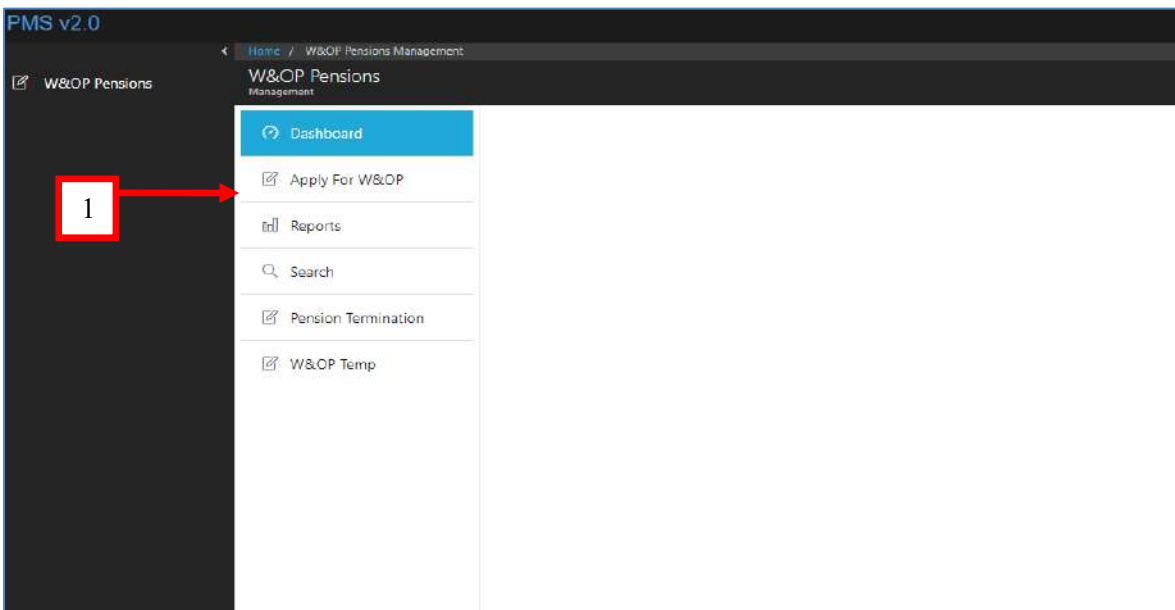 PMS v2.0
Home / W&OP Pensions Management
W&OP Pensions
W&OP Pensions
Management
Dashboard
Apply For W&OP
1
Reports
Search
Pension Termination
W&OP Temp